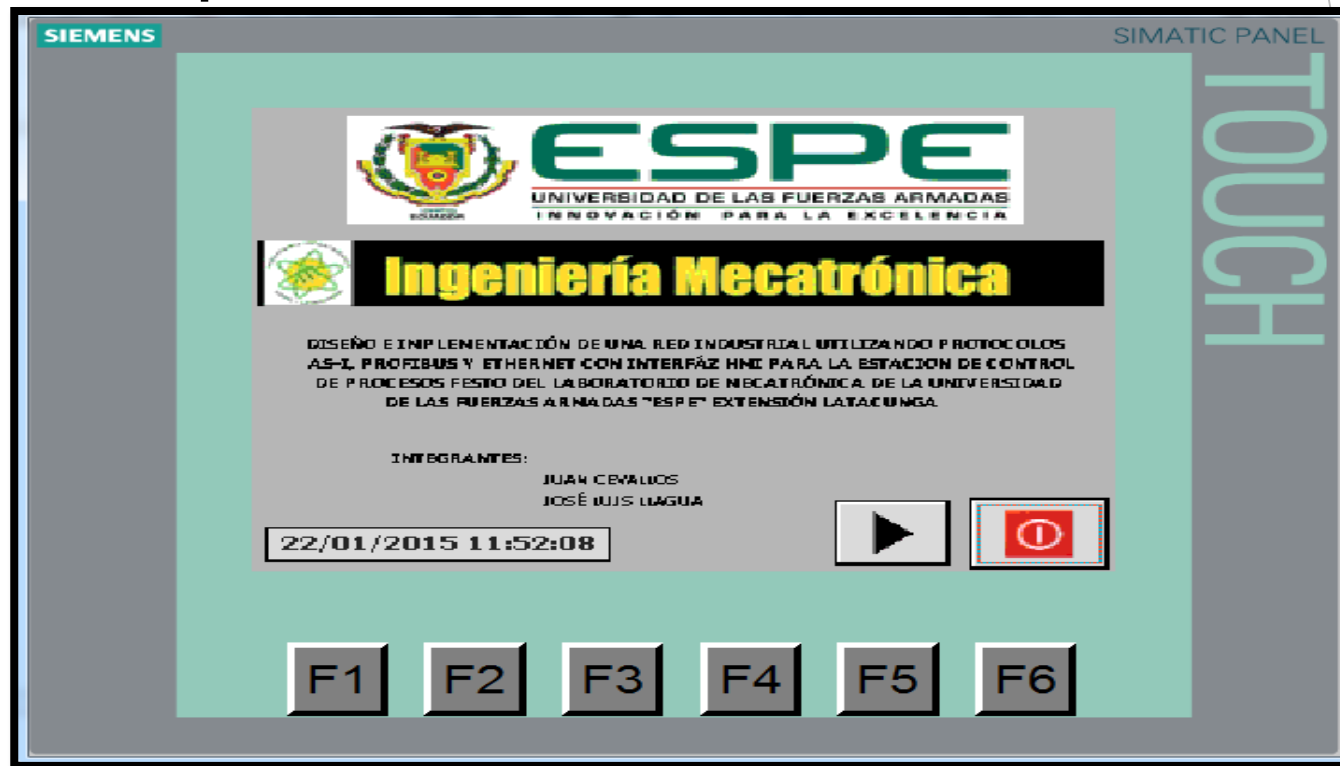 SIEMENS
SIMATIC PANEL
TOUCH
ESPE
UNIVERSIDAD DE LAS FUERZAS ARMADAS
INNOVACIÓN PARA LA EXCELENCIA
ECUADOR
Ingeniería Mecatrónica
DISEÑO E IMPLEMENTACIÓN DE UNA RED INDUSTRIAL UTILIZANDO PROTOCOLOS
AS-I, PROFIBUS Y ETHERNET CON INTERFÁZ HMI PARA LA ESTACION DE CONTROL
DE PROCESOS FESTO DEL LABORATORIO DE MECATRÓNICA DE LA UNIVERSIDAD
DE LAS FUERZAS ARMADAS "ESPE" EXTENSIÓN LATACUNGA
INTEGRANTES:
JUAN CEVALLOS
JOSÉ LUIS LLAGUA
22/01/2015 11:52:08
F1 F2 F3 F4 F5 F6